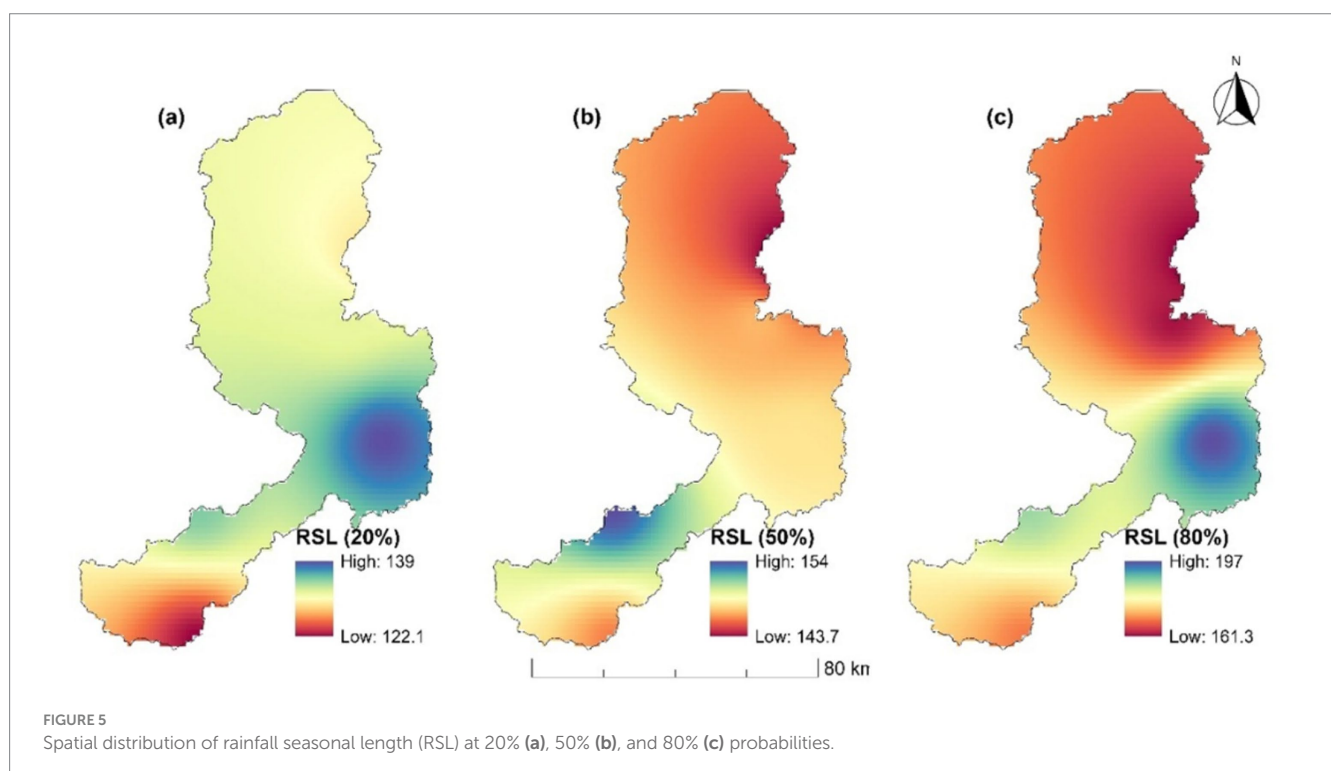 N
(a)
(b)
(c)
RSL (20%)
High: 139
Low: 122.1
RSL (50%)
High: 154
Low: 143.7
RSL (80%)
High: 197
Low: 161.3
80 km
FIGURE 5
Spatial distribution of rainfall seasonal length (RSL) at 20% (a), 50% (b), and 80% (c) probabilities.